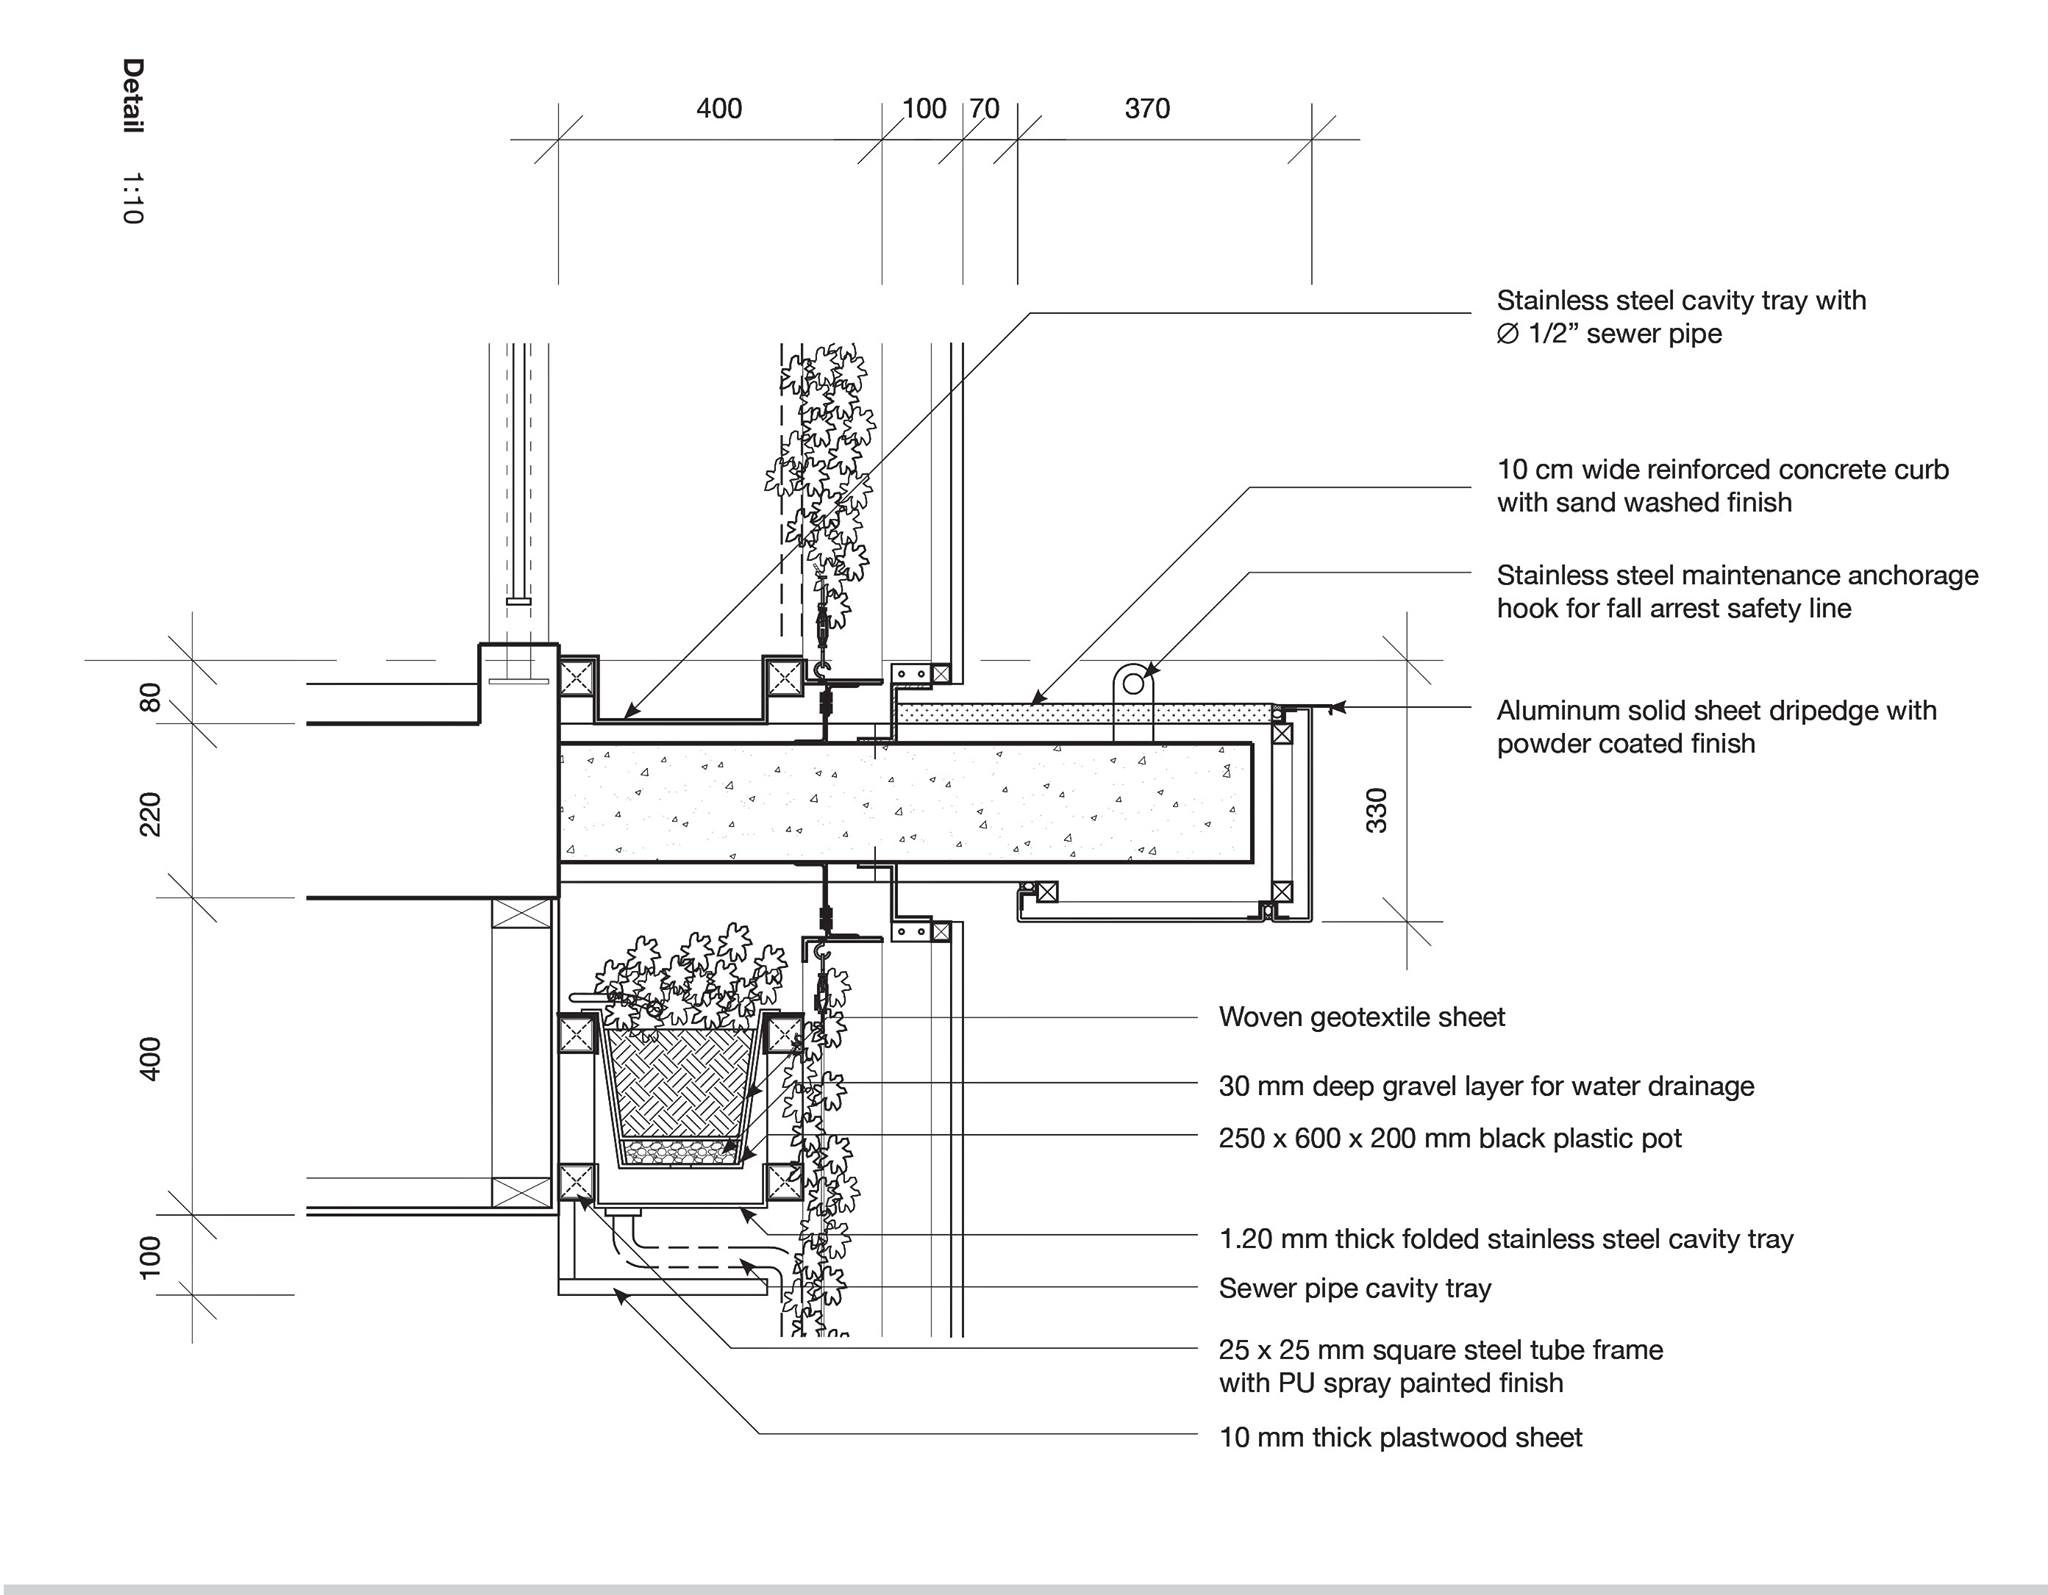 Detail 1:10
400 100 70 370
Stainless steel cavity tray with
∅ 1/2” sewer pipe
10 cm wide reinforced concrete curb
with sand washed finish
Stainless steel maintenance anchorage
hook for fall arrest safety line
80
Aluminum solid sheet dripedge with
powder coated finish
220
330
Woven geotextile sheet
400
30 mm deep gravel layer for water drainage
250 x 600 x 200 mm black plastic pot
100
1.20 mm thick folded stainless steel cavity tray
Sewer pipe cavity tray
25 x 25 mm square steel tube frame
with PU spray painted finish
10 mm thick plastwood sheet